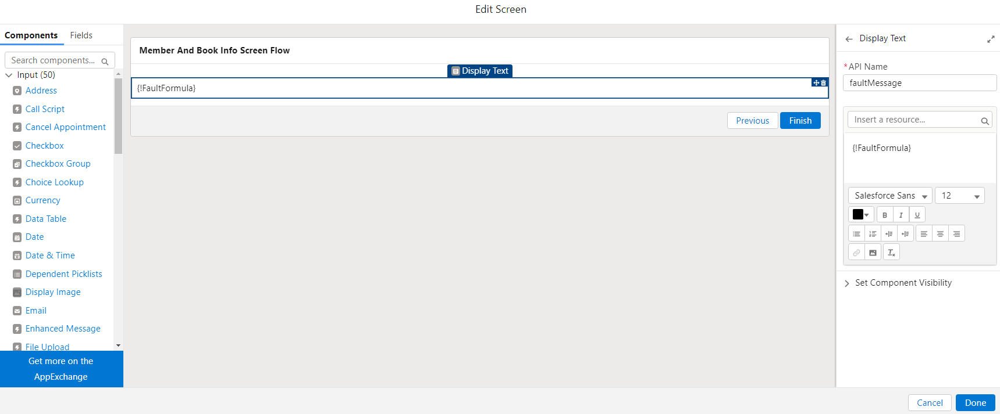 Edit Screen
Components Fields
Search components...
Input (50)
Address
Call Script
Cancel Appointment
Checkbox
Checkbox Group
Choice Lookup
Currency
Data Table
Date
Date & Time
Dependent Picklists
Display Image
Email
Enhanced Message
File Upload
Get more on the
AppExchange
Member And Book Info Screen Flow
Display Text
{!FaultFormula}
Previous Finish
Display Text
*API Name
faultMessage
Insert a resource...
{!FaultFormula}
Salesforce Sans 12
B I U
Set Component Visibility
Cancel Done